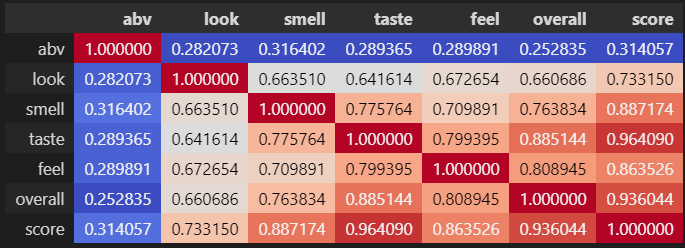 abv look smell taste feel overall score
abv 1.000000 0.282073 0.316402 0.289365 0.289891 0.252835 0.314057
look 0.282073 1.000000 0.663510 0.641614 0.672654 0.660686 0.733150
smell 0.316402 0.663510 1.000000 0.775764 0.709891 0.763834 0.887174
taste 0.289365 0.641614 0.775764 1.000000 0.799395 0.885144 0.964090
feel 0.289891 0.672654 0.709891 0.799395 1.000000 0.808945 0.863526
overall 0.252835 0.660686 0.763834 0.885144 0.808945 1.000000 0.936044
score 0.314057 0.733150 0.887174 0.964090 0.863526 0.936044 1.000000